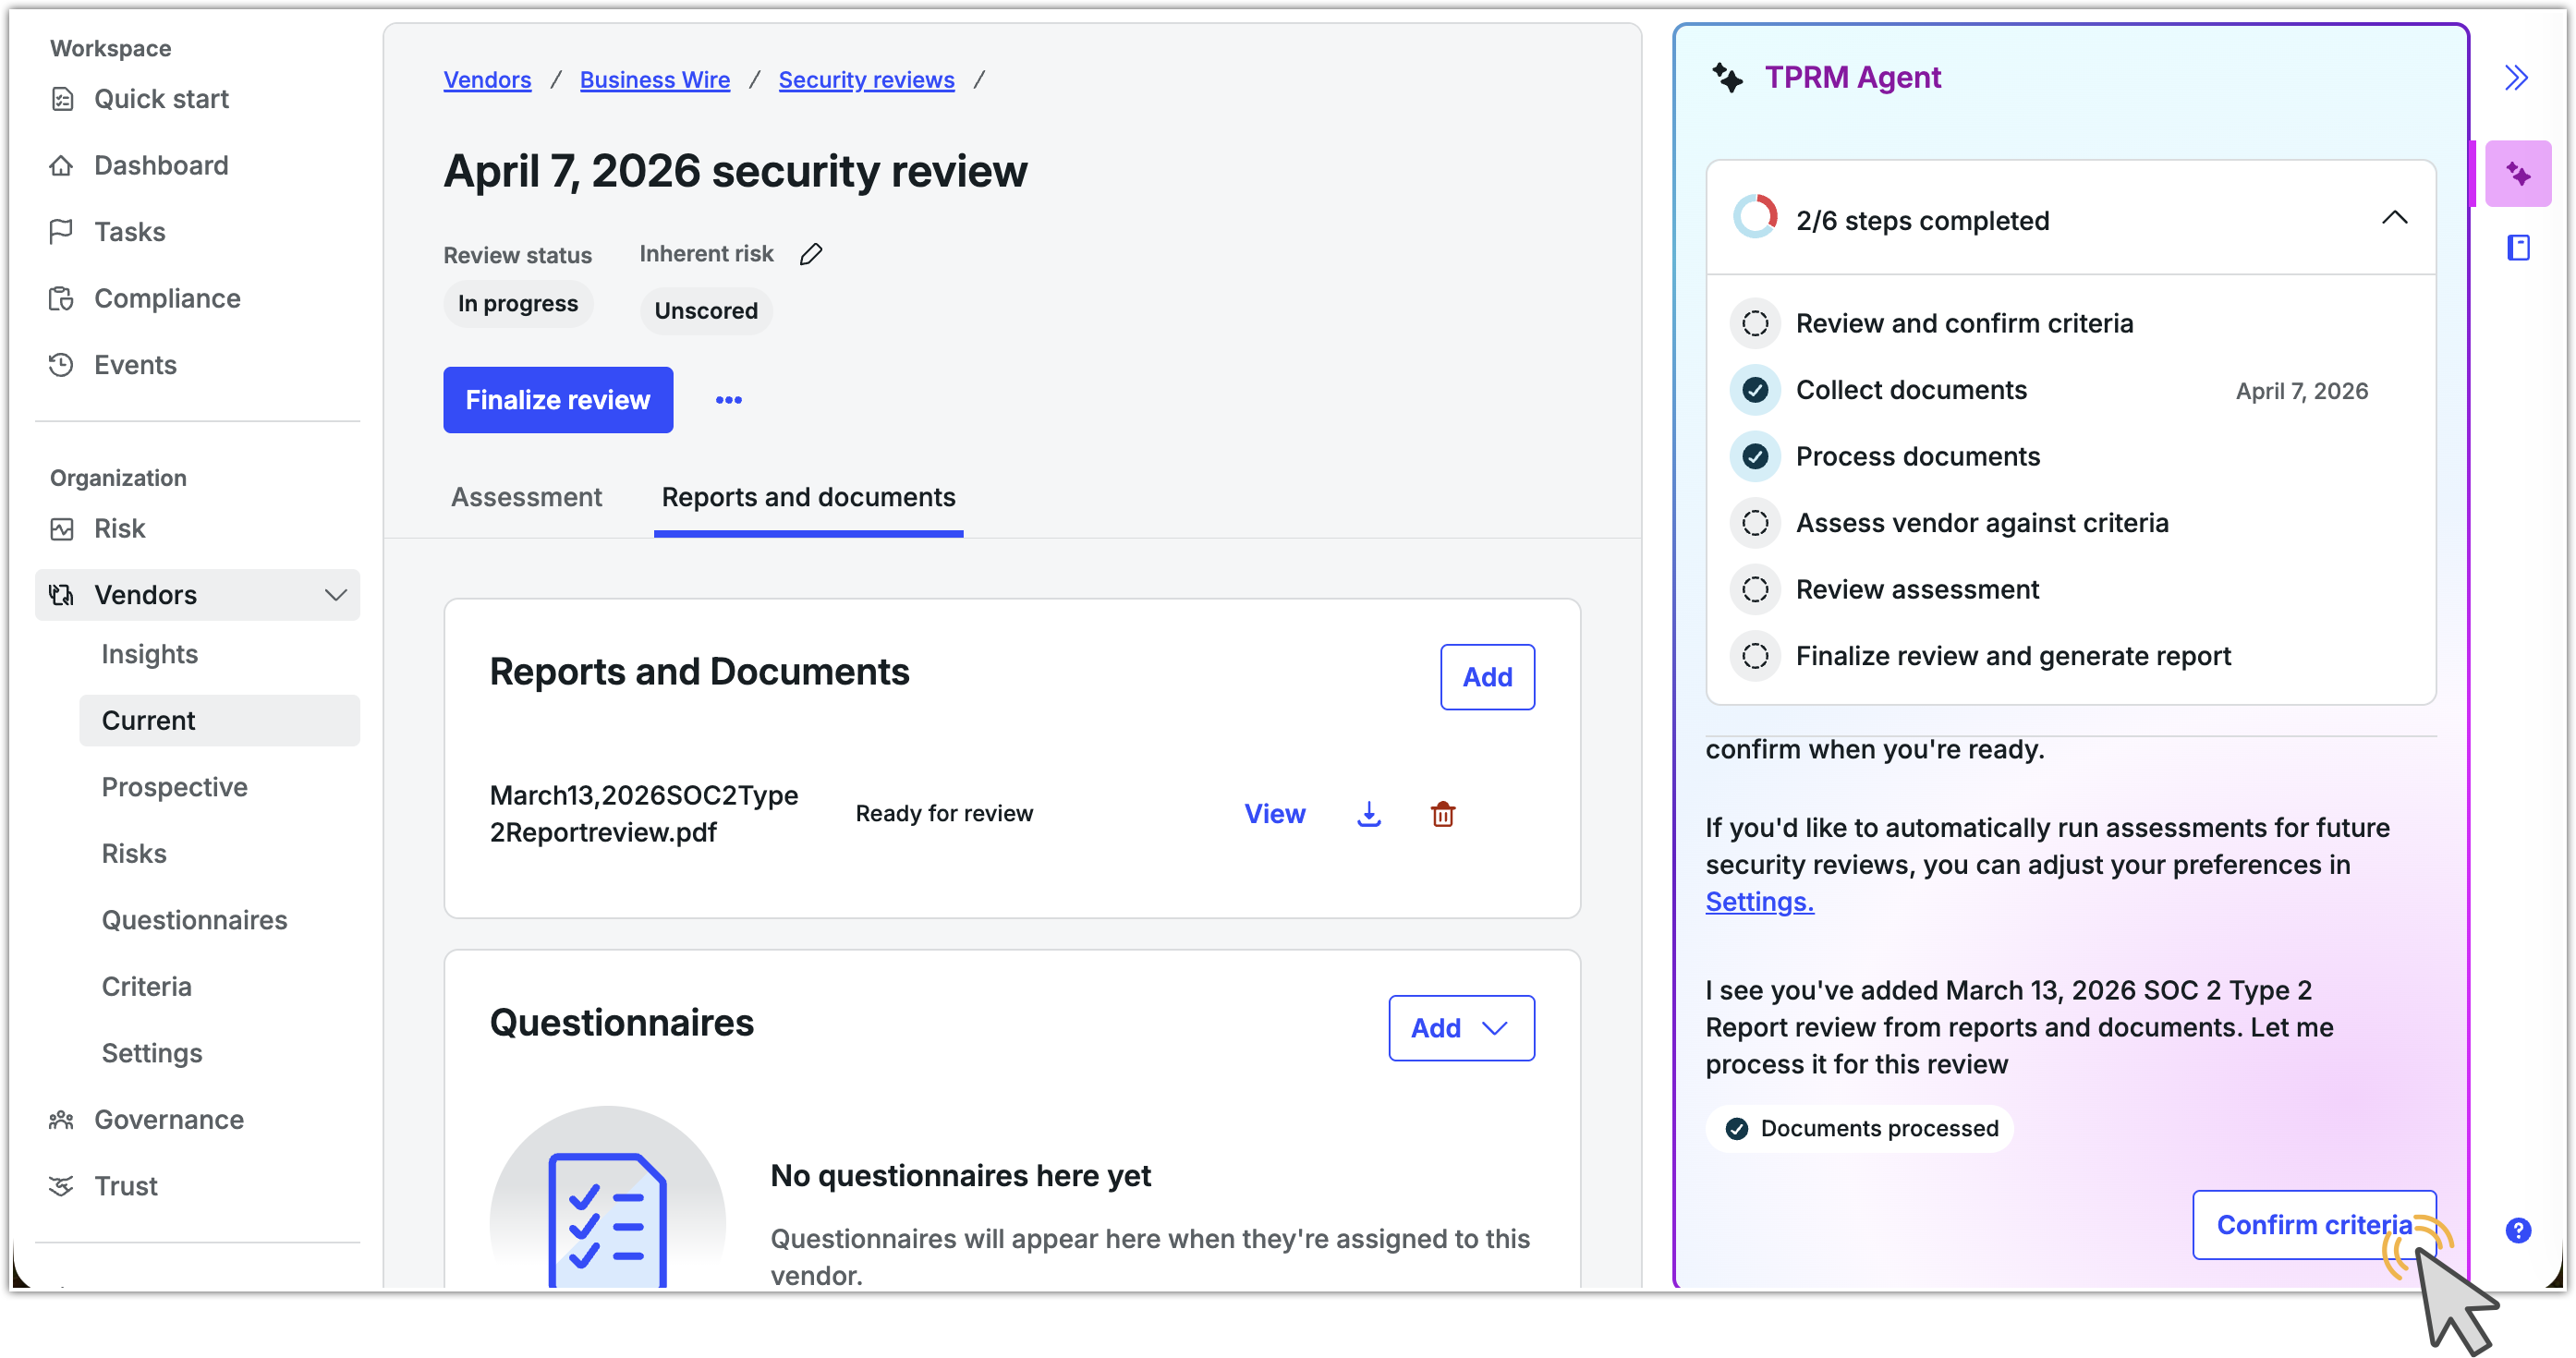 Workspace
Quick start
Dashboard
Tasks
Compliance
Events
Organization
Risk
Vendors
Insights
Current
Prospective
Risks
Questionnaires
Criteria
Settings
Governance
Trust
Vendors / Business Wire / Security reviews /
April 7, 2026 security review
Review status
In progress
Inherent risk
Unscored
Finalize review
Assessment
Reports and documents
Reports and Documents
Add
March13,2026SOC2Type
2Reportreview.pdf
Ready for review
View
Questionnaires
Add
No questionnaires here yet
Questionnaires will appear here when they're assigned to this
vendor.
TPRM Agent
2/6 steps completed
Review and confirm criteria
Collect documents
April 7, 2026
Process documents
Assess vendor against criteria
Review assessment
Finalize review and generate report
confirm when you're ready.
If you'd like to automatically run assessments for future
security reviews, you can adjust your preferences in
Settings.
I see you've added March 13, 2026 SOC 2 Type 2
Report review from reports and documents. Let me
process it for this review
Documents processed
Confirm criteria
?